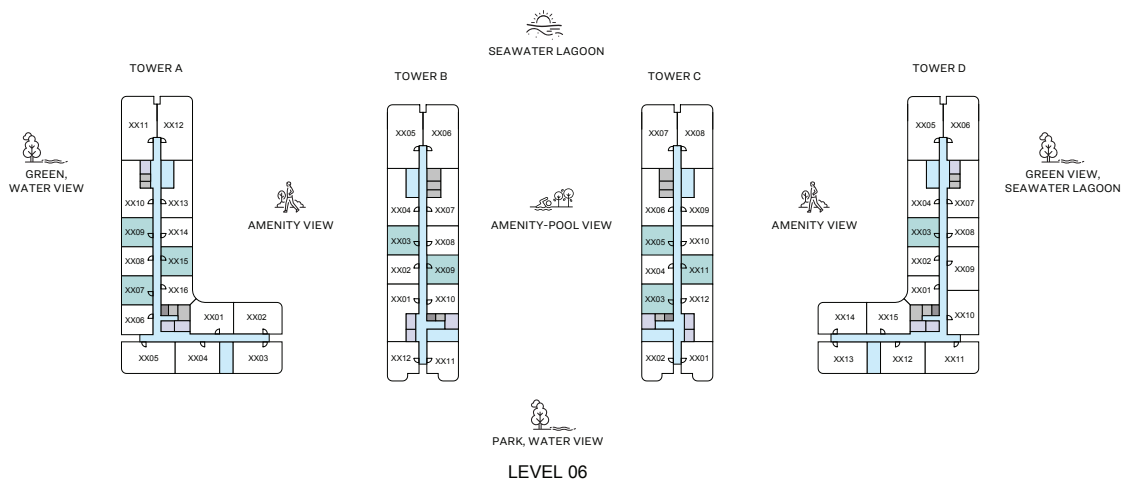 SEAWATER LAGOON
TOWER A
TOWER B
TOWER C
TOWER D
GREEN,
WATER VIEW
AMENITY VIEW
AMENITY-POOL VIEW
AMENITY VIEW
GREEN VIEW,
SEAWATER LAGOON
XX11 XX12
XX10 XX13
XX09 XX14
XX08 XX15
XX07 XX16
XX06 XX01 XX02
XX05 XX04 XX03
XX05 XX06
XX04 XX07
XX03 XX08
XX02 XX09
XX01 XX10
XX12 XX11
XX07 XX08
XX06 XX09
XX05 XX10
XX04 XX11
XX03 XX12
XX02 XX01
XX05 XX06
XX04 XX07
XX03 XX08
XX02 XX09
XX01
XX14 XX15 XX10
XX13 XX12 XX11
PARK, WATER VIEW
LEVEL 06